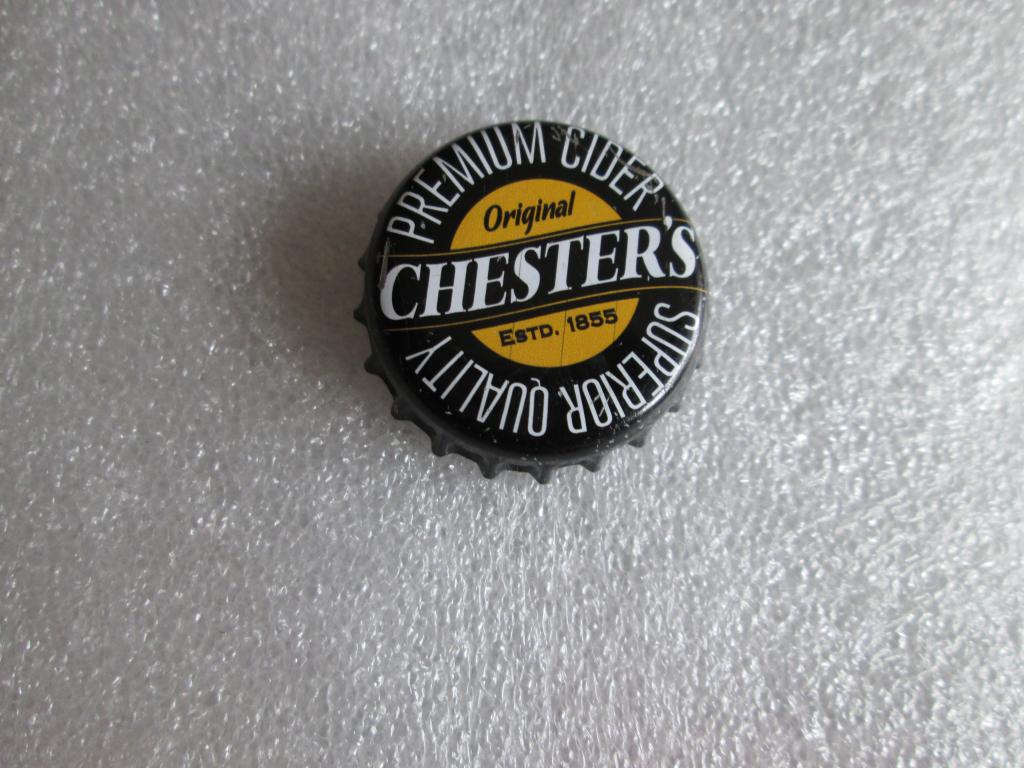 PREMIUM CIDER
Original
CHESTER'S
ESTD. 1855
SUPERIOR QUALITY